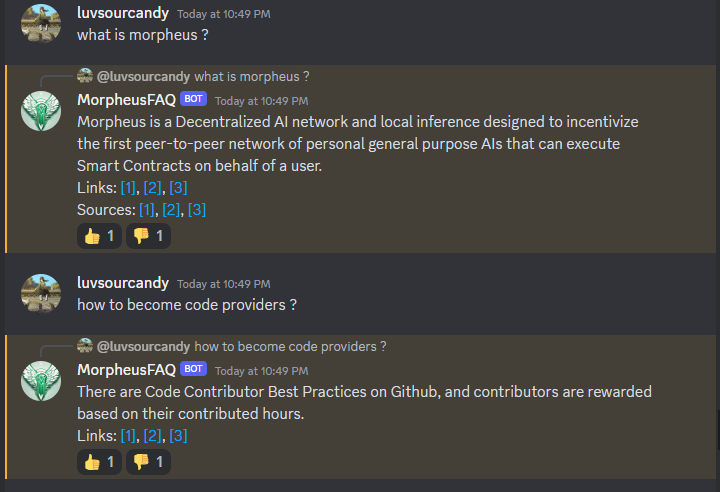 luvsourcandy Today at 10:49 PM
what is morpheus ?
@luvsourcandy what is morpheus ?
MorpheusFAQ BOT Today at 10:49 PM
Morpheus is a Decentralized AI network and local inference designed to incentivize
the first peer-to-peer network of personal general purpose AIs that can execute
Smart Contracts on behalf of a user.
Links: [1], [2], [3]
Sources: [1], [2], [3]
👍 1 👎 1
luvsourcandy Today at 10:49 PM
how to become code providers ?
@luvsourcandy how to become code providers ?
MorpheusFAQ BOT Today at 10:49 PM
There are Code Contributor Best Practices on Github, and contributors are rewarded
based on their contributed hours.
Links: [1], [2], [3]
👍 1 👎 1